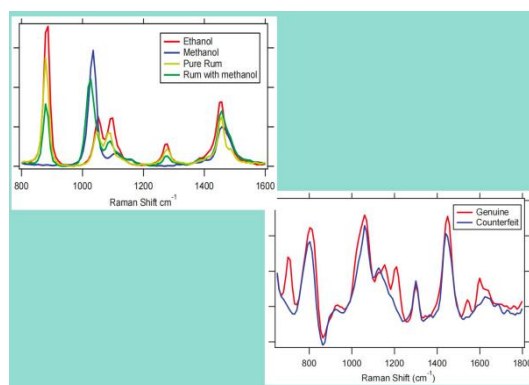 Ethanol
Methanol
Pure Rum
Rum with methanol
800 1000 1200 1400 1600
Raman Shift cm-1
Genuine
Counterfeit
800 1000 1200 1400 1600 1800
Raman Shift (cm-1)